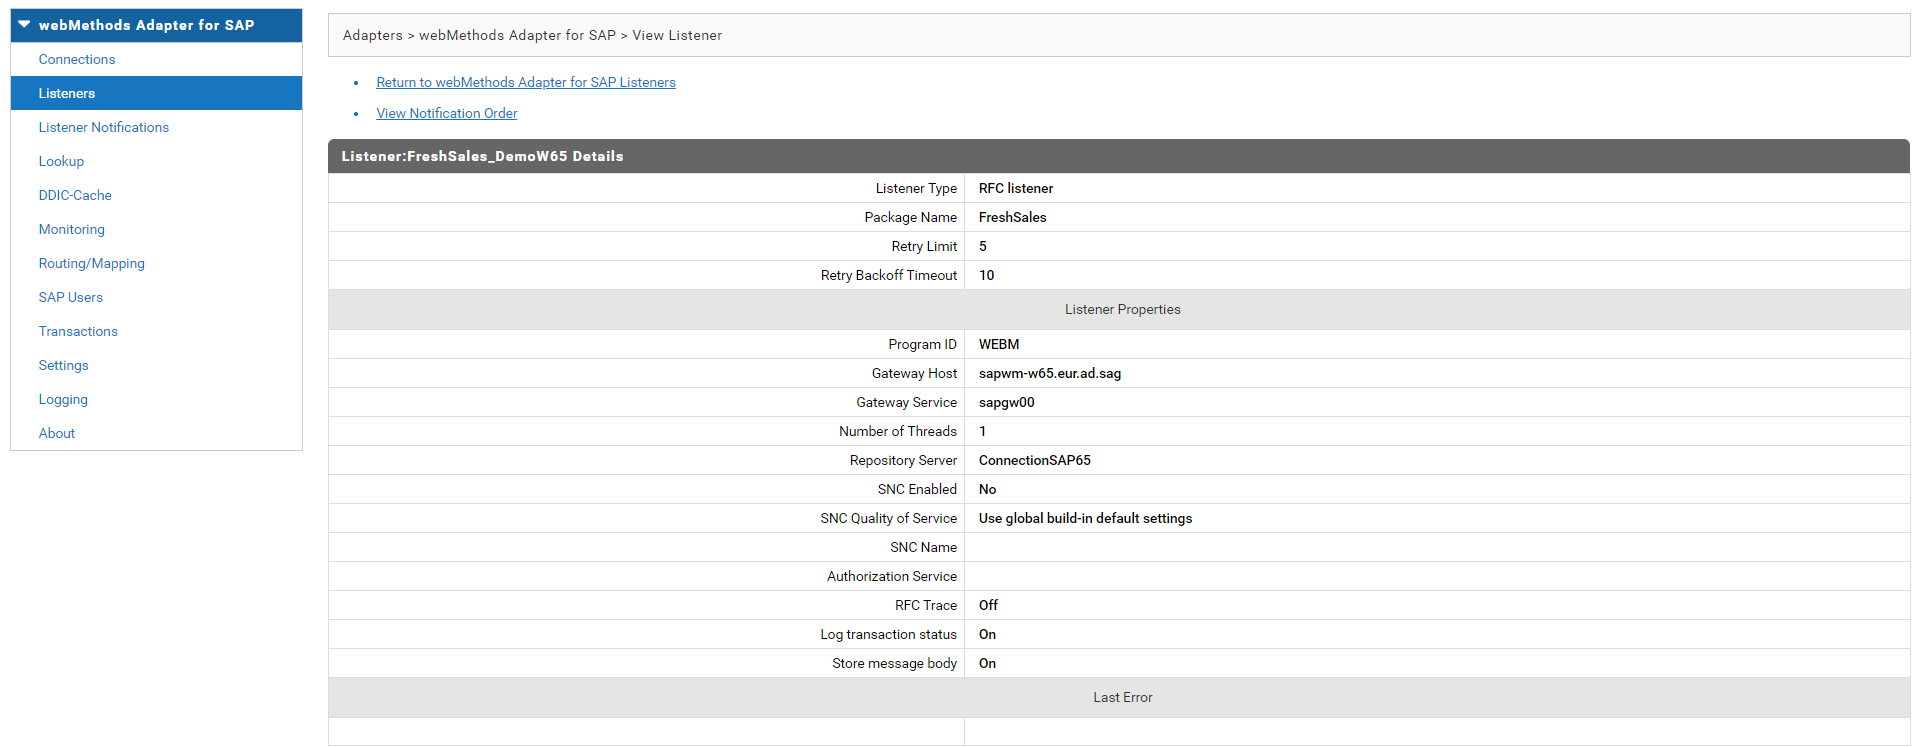 webMethods Adapter for SAP
Connections
Listeners
Listener Notifications
Lookup
DDIC-Cache
Monitoring
Routing/Mapping
SAP Users
Transactions
Settings
Logging
About
Adapters > webMethods Adapter for SAP > View Listener
Return to webMethods Adapter for SAP Listeners
View Notification Order
Listener:FreshSales_DemoW65 Details
Listener Type RFC listener
Package Name FreshSales
Retry Limit 5
Retry Backoff Timeout 10
Listener Properties
Program ID WEBM
Gateway Host sapwm-w65.eur.ad.sag
Gateway Service sapgw00
Number of Threads 1
Repository Server ConnectionSAP65
SNC Enabled No
SNC Quality of Service Use global build-in default settings
SNC Name
Authorization Service
RFC Trace Off
Log transaction status On
Store message body On
Last Error